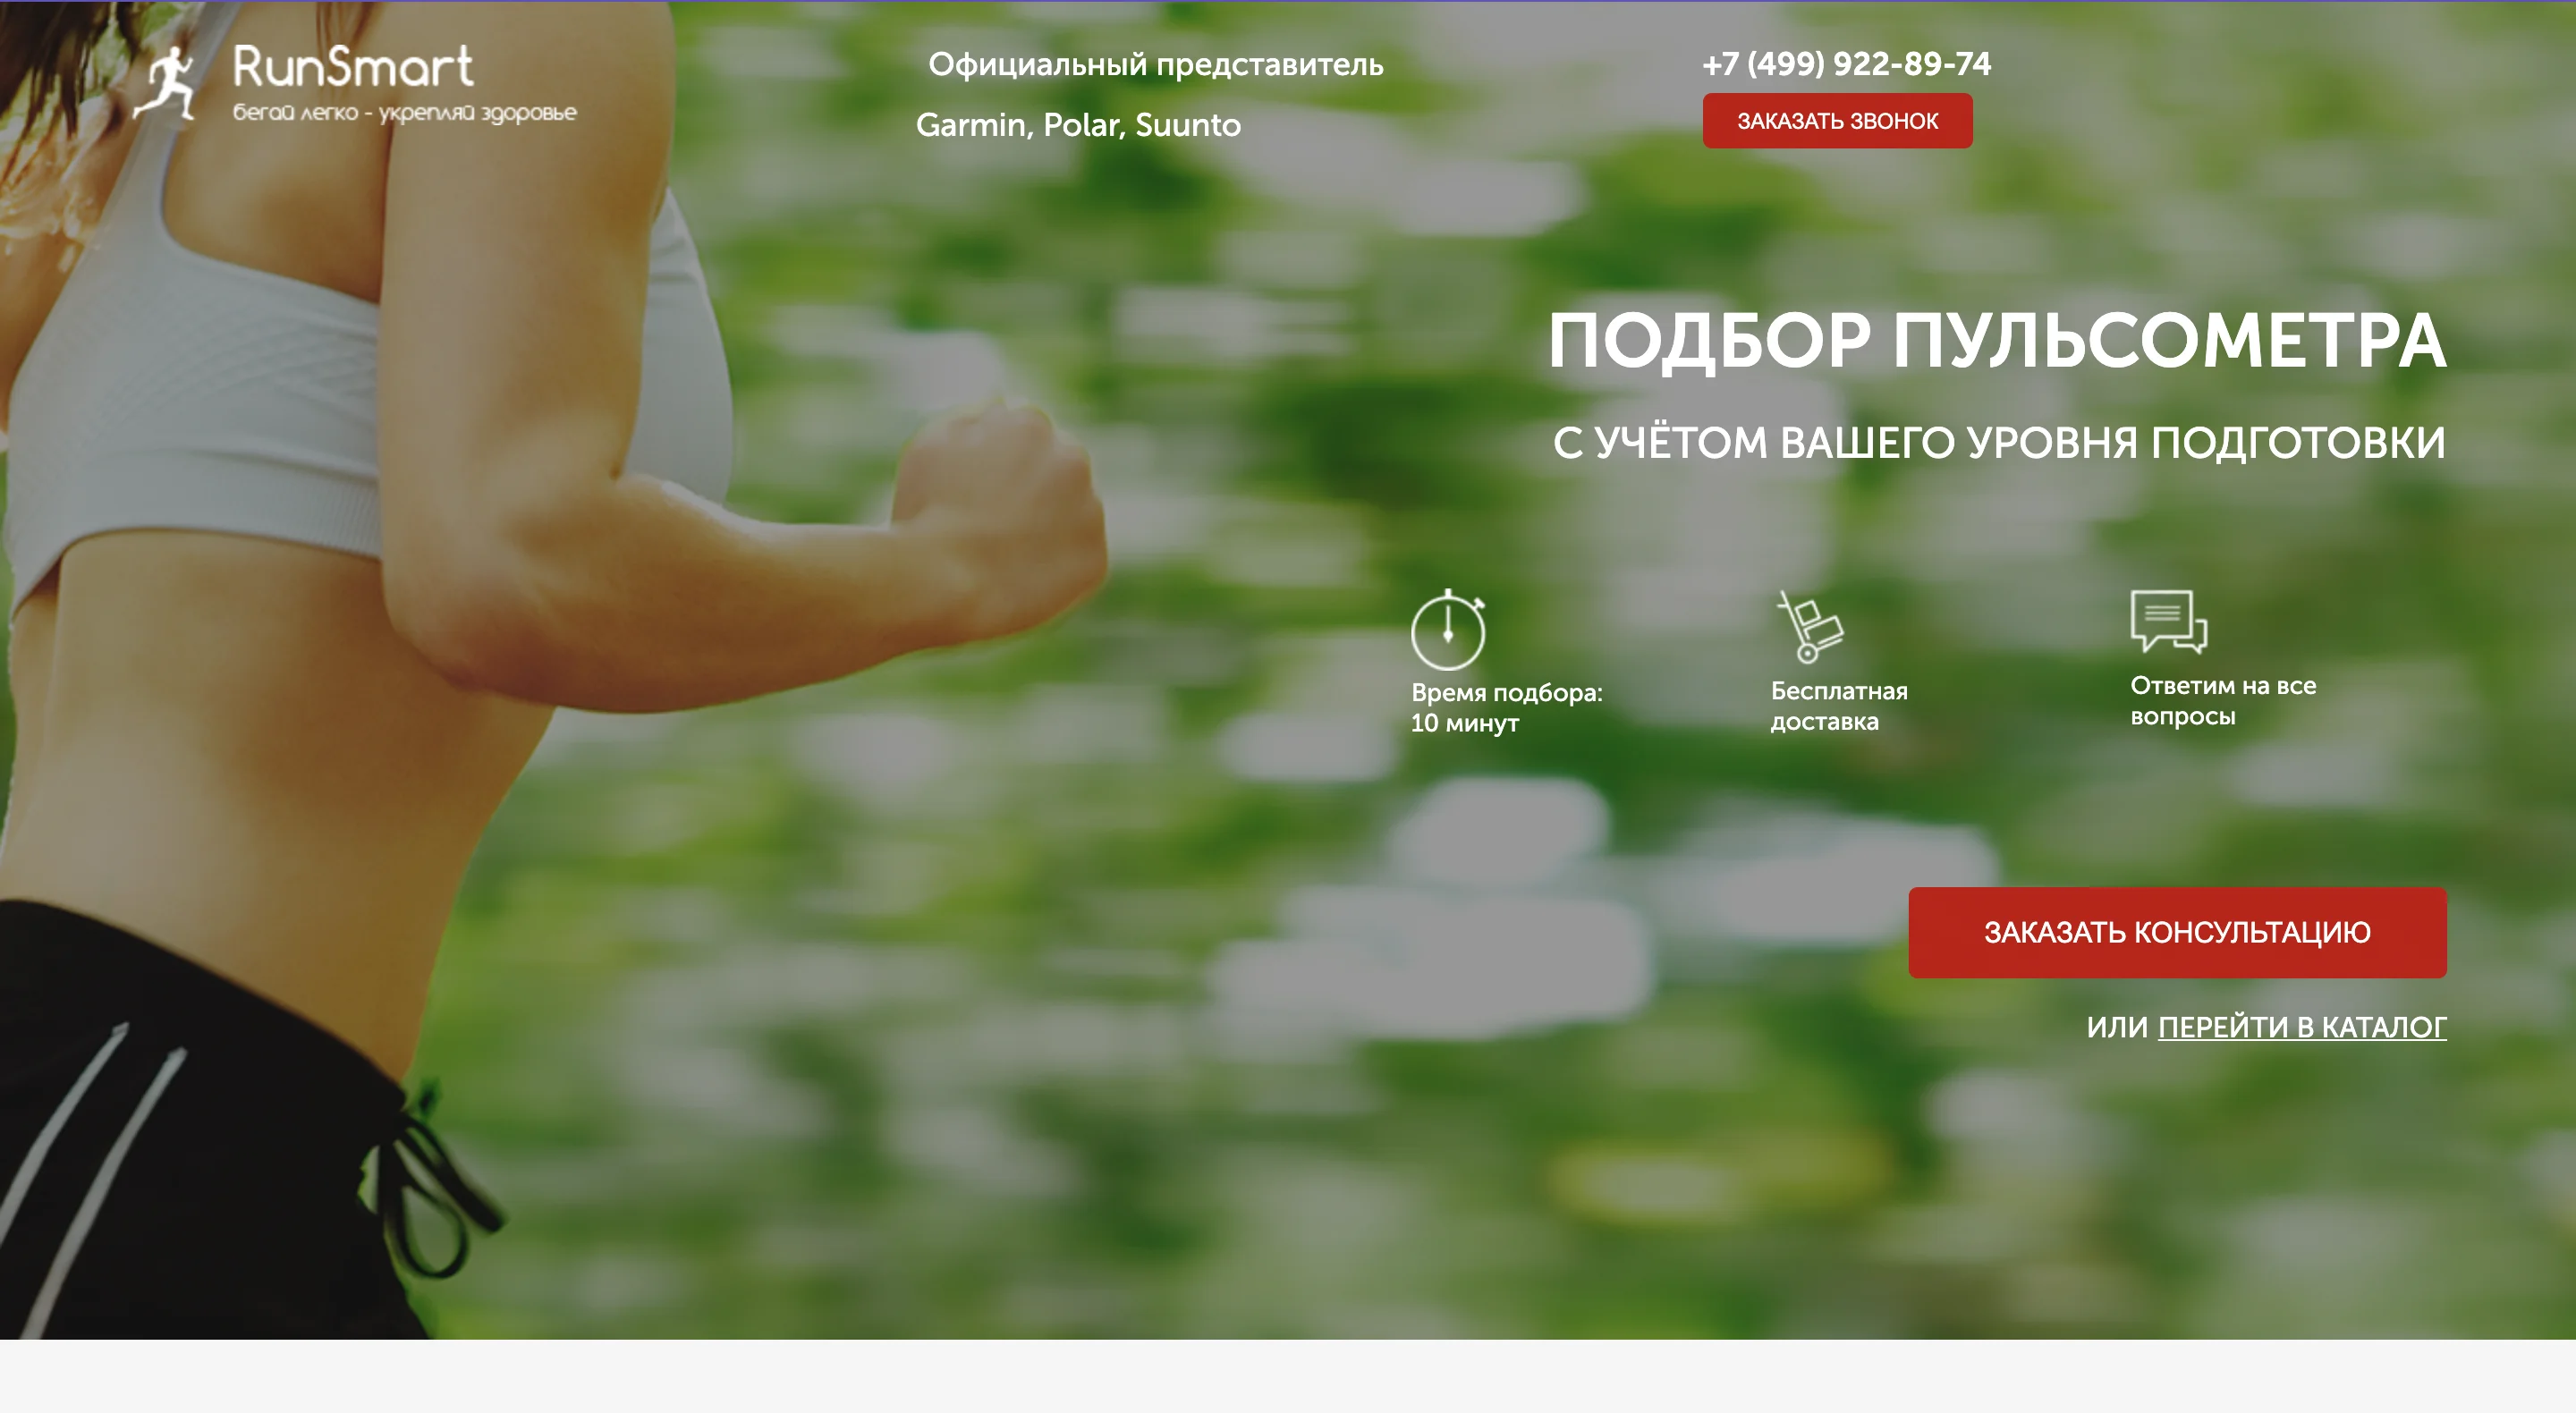 RunSmart
бегай легко - укрепляй здоровье
Официальный представитель
Garmin, Polar, Suunto
+7 (499) 922-89-74
ЗАКАЗАТЬ ЗВОНОК
ПОДБОР ПУЛЬСОМЕТРА
С УЧЁТОМ ВАШЕГО УРОВНЯ ПОДГОТОВКИ
Время подбора:
10 минут
Бесплатная
доставка
Ответим на все
вопросы
ЗАКАЗАТЬ КОНСУЛЬТАЦИЮ
ИЛИ ПЕРЕЙТИ В КАТАЛОГ